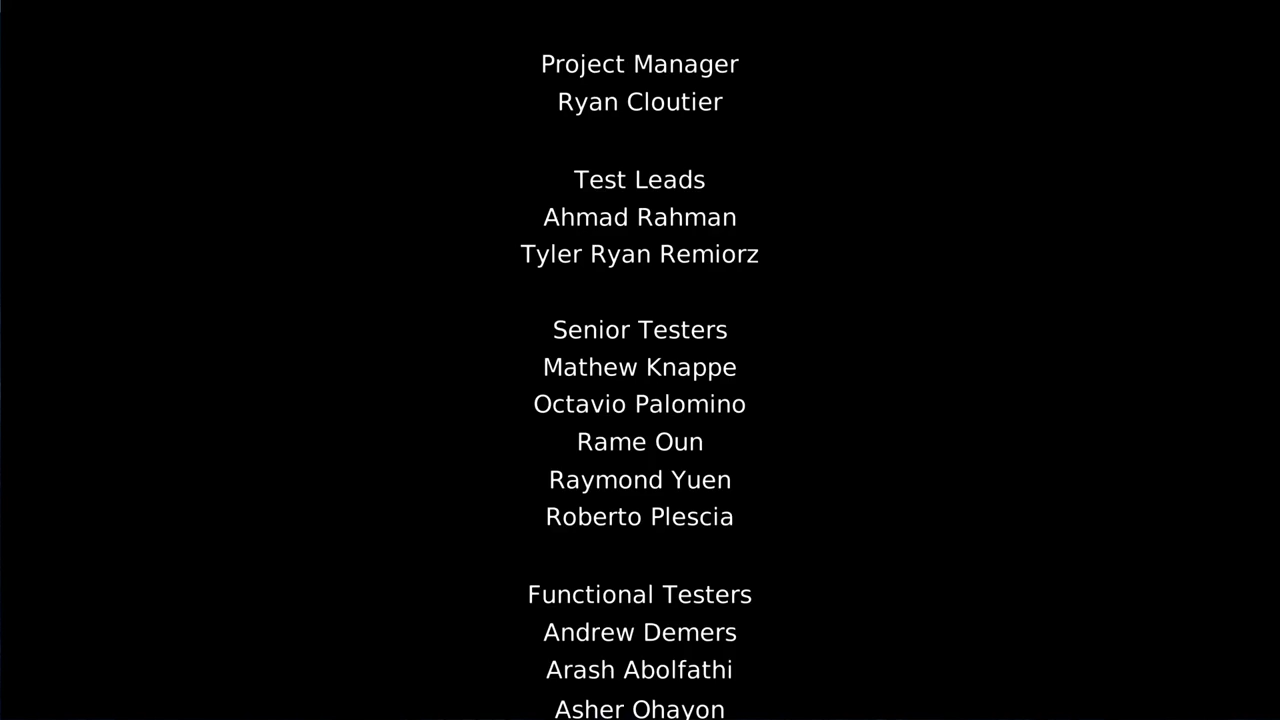 Project Manager
Ryan Cloutier
Test Leads
Ahmad Rahman
Tyler Ryan Remiorz
Senior Testers
Mathew Knappe
Octavio Palomino
Rame Oun
Raymond Yuen
Roberto Plescia
Functional Testers
Andrew Demers
Arash Abolfathi
Asher Ohayon